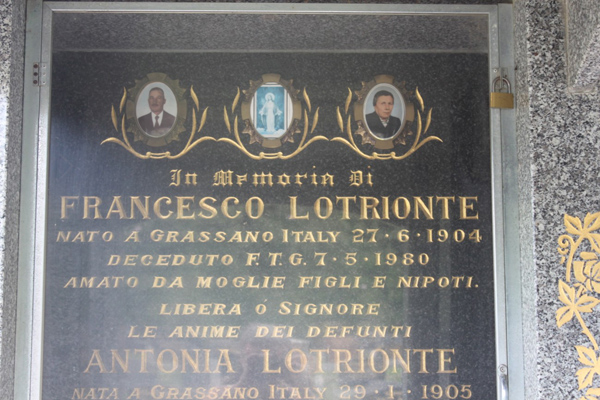 In Memoria Di
FRANCESCO LOTRIONTE
NATO A GRASSANO ITALY 27·6·1904
DECEDUTO F.T.G. 7·5·1980
AMATO DA MOGLIE FIGLI E NIPOTI.
LIBERA Ó SIGNORE
LE ANIME DEI DEFUNTI
ANTONIA LOTRIONTE
NATA A GRASSANO ITALY 29·1·1905